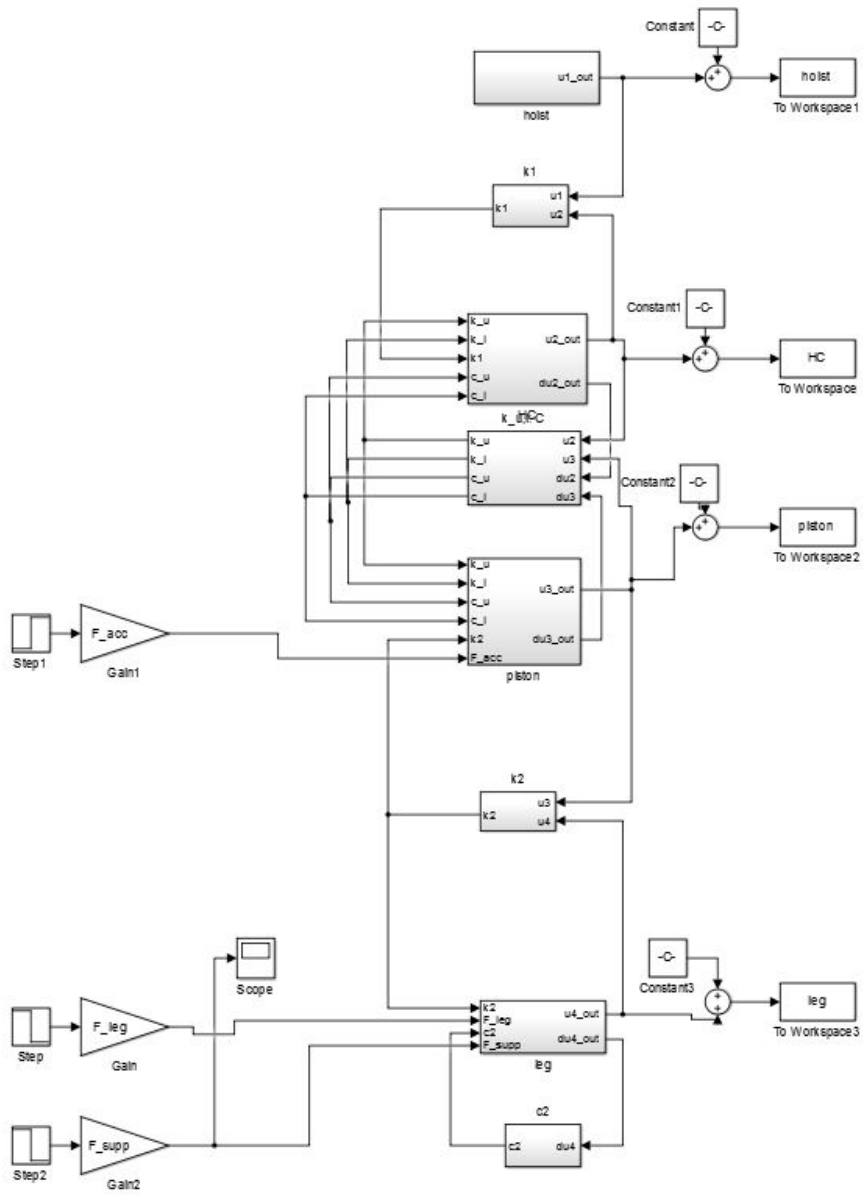 Constant
-C-
u1_out
hoist
hoist
To Workspace1
k1
u1
k1
u2
Constant1
-C-
k_u
k_l
u2_out
k1
HC
c_u
du2_out
c_l
To Workspace
HC
k_u
u2
k_l
u3
c_u
du2
c_l
du3
Constant2
-C-
piston
To Workspace2
k_u
k_l
u3_out
c_u
c_l
k2
du3_out
F_acc
piston
F_acc
Step1
Gain1
k2
u3
k2
u4
Scope
-C-
Constant3
k2
u4_out
F_leg
c2
du4_out
F_supp
leg
leg
To Workspace3
F_leg
Step
Gain
c2
c2
du4
F_supp
Step2
Gain2